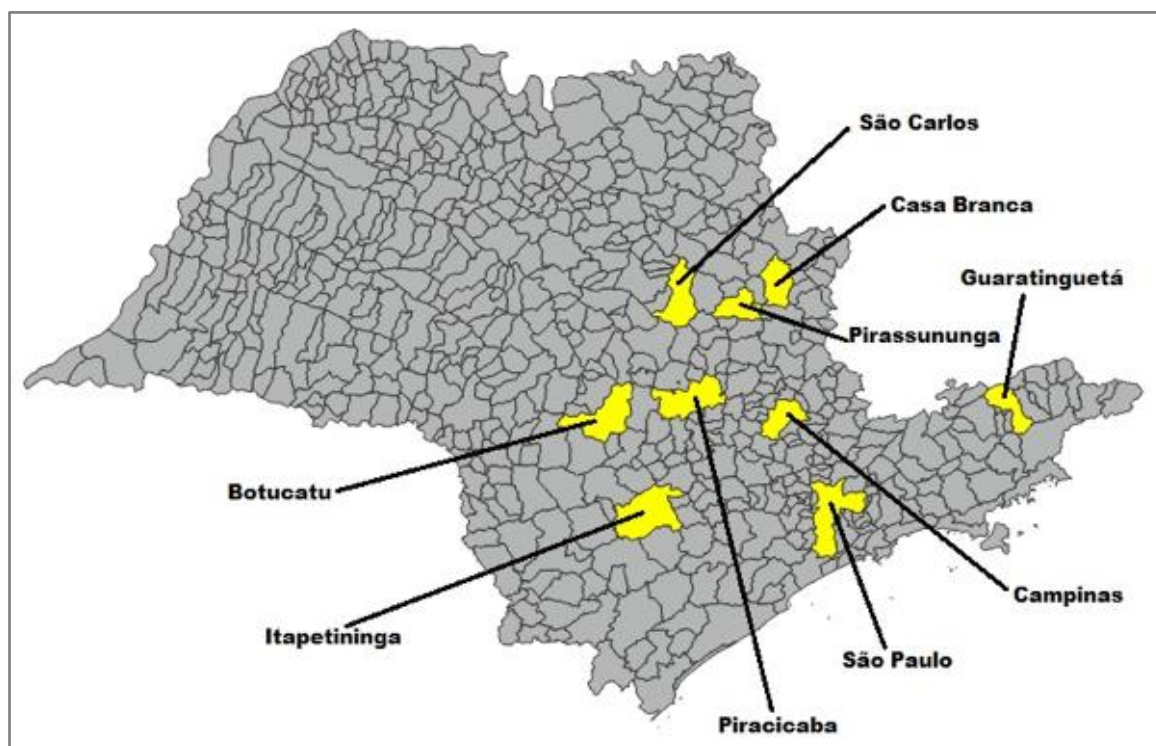 São Carlos
Casa Branca
Guaratinguetá
Pirassununga
Botucatu
Campinas
Itapetininga
São Paulo
Piracicaba